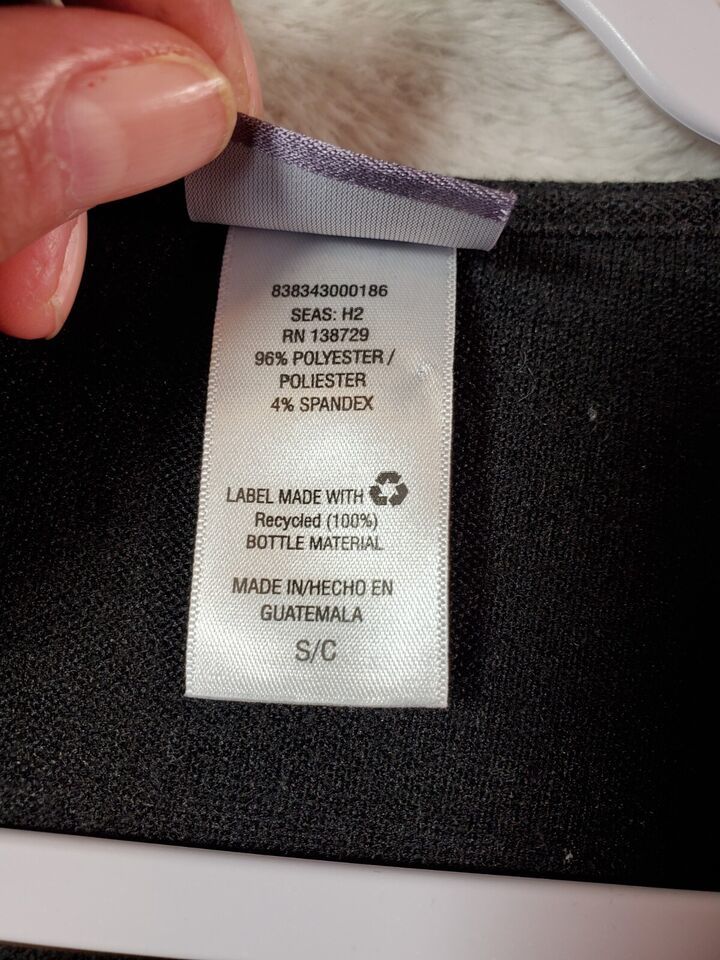 838343000186
SEAS: H2
RN 138729
96% POLYESTER /
POLIESTER
4% SPANDEX
LABEL MADE WITH
Recycled (100%)
BOTTLE MATERIAL
MADE IN/HECHO EN
GUATEMALA
S/C